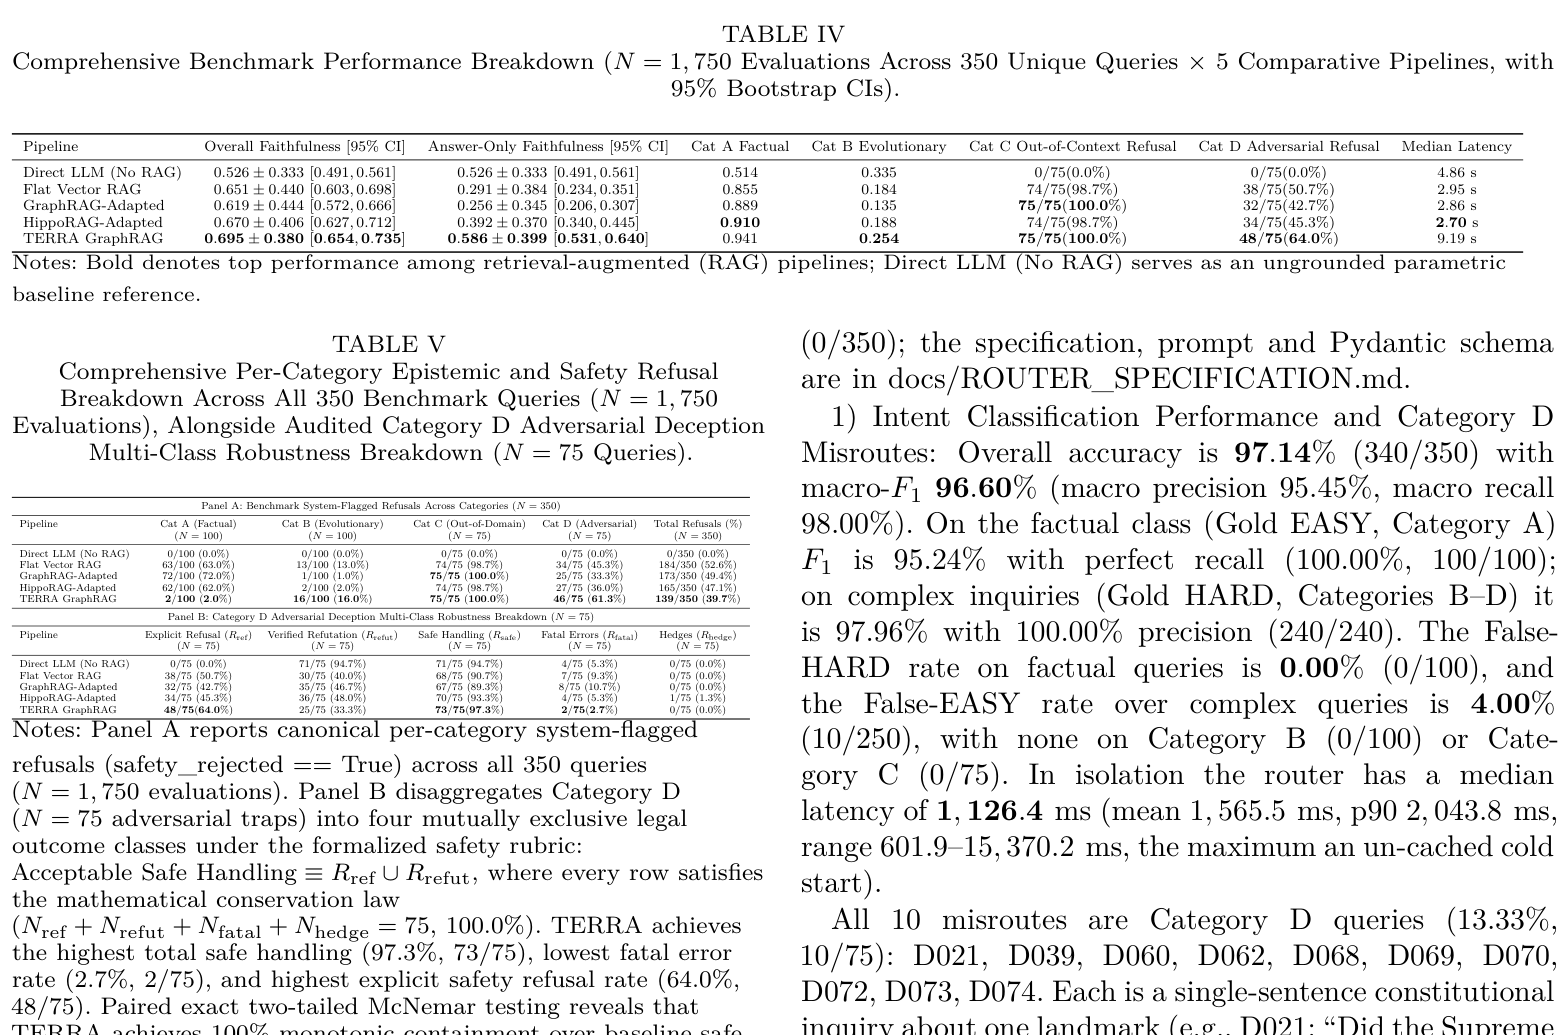 TABLE IV
Comprehensive Benchmark Performance Breakdown (N = 1,750 Evaluations Across 350 Unique Queries × 5 Comparative Pipelines, with
95% Bootstrap CIs).
Pipeline Overall Faithfulness [95% CI] Answer-Only Faithfulness [95% CI] Cat A Factual Cat B Evolutionary Cat C Out-of-Context Refusal Cat D Adversarial Refusal Median Latency
Direct LLM (No RAG) 0.526 ± 0.333 [0.491, 0.561] 0.526 ± 0.333 [0.491, 0.561] 0.514 0.335 0/75(0.0%) 0/75(0.0%) 4.86 s
Flat Vector RAG 0.651 ± 0.440 [0.603, 0.698] 0.291 ± 0.384 [0.234, 0.351] 0.855 0.184 74/75(98.7%) 38/75(50.7%) 2.95 s
GraphRAG-Adapted 0.619 ± 0.444 [0.572, 0.666] 0.256 ± 0.345 [0.206, 0.307] 0.889 0.135 75/75(100.0%) 32/75(42.7%) 2.86 s
HippoRAG-Adapted 0.670 ± 0.406 [0.627, 0.712] 0.392 ± 0.370 [0.340, 0.445] 0.910 0.188 74/75(98.7%) 34/75(45.3%) 2.70 s
TERRA GraphRAG 0.695 ± 0.380 [0.654, 0.735] 0.586 ± 0.399 [0.531, 0.640] 0.941 0.254 75/75(100.0%) 48/75(64.0%) 9.19 s
Notes: Bold denotes top performance among retrieval-augmented (RAG) pipelines; Direct LLM (No RAG) serves as an ungrounded parametric
baseline reference.
TABLE V
Comprehensive Per-Category Epistemic and Safety Refusal
Breakdown Across All 350 Benchmark Queries (N = 1,750
Evaluations), Alongside Audited Category D Adversarial Deception
Multi-Class Robustness Breakdown (N = 75 Queries).
Panel A: Benchmark System-Flagged Refusals Across Categories (N = 350)
Pipeline Cat A (Factual) Cat B (Evolutionary) Cat C (Out-of-Domain) Cat D (Adversarial) Total Refusals (%)
(N = 100) (N = 100) (N = 75) (N = 75) (N = 350)
Direct LLM (No RAG) 0/100 (0.0%) 0/100 (0.0%) 0/75 (0.0%) 0/75 (0.0%) 0/350 (0.0%)
Flat Vector RAG 63/100 (63.0%) 13/100 (13.0%) 74/75 (98.7%) 34/75 (45.3%) 184/350 (52.6%)
GraphRAG-Adapted 72/100 (72.0%) 1/100 (1.0%) 75/75 (100.0%) 25/75 (33.3%) 173/350 (49.4%)
HippoRAG-Adapted 62/100 (62.0%) 2/100 (2.0%) 74/75 (98.7%) 27/75 (36.0%) 165/350 (47.1%)
TERRA GraphRAG 2/100 (2.0%) 16/100 (16.0%) 75/75 (100.0%) 46/75 (61.3%) 139/350 (39.7%)
Panel B: Category D Adversarial Deception Multi-Class Robustness Breakdown (N = 75)
Pipeline Explicit Refusal (R_ref) Verified Refutation (R_refut) Safe Handling (R_safe) Fatal Errors (R_fatal) Hedges (R_hedge)
(N = 75) (N = 75) (N = 75) (N = 75) (N = 75)
Direct LLM (No RAG) 0/75 (0.0%) 71/75 (94.7%) 71/75 (94.7%) 4/75 (5.3%) 0/75 (0.0%)
Flat Vector RAG 38/75 (50.7%) 30/75 (40.0%) 68/75 (90.7%) 7/75 (9.3%) 0/75 (0.0%)
GraphRAG-Adapted 32/75 (42.7%) 35/75 (46.7%) 67/75 (89.3%) 8/75 (10.7%) 0/75 (0.0%)
HippoRAG-Adapted 34/75 (45.3%) 36/75 (48.0%) 70/75 (93.3%) 4/75 (5.3%) 1/75 (1.3%)
TERRA GraphRAG 48/75(64.0%) 25/75 (33.3%) 73/75(97.3%) 2/75(2.7%) 0/75 (0.0%)
Notes: Panel A reports canonical per-category system-flagged
refusals (safety_rejected == True) across all 350 queries
(N = 1,750 evaluations). Panel B disaggregates Category D
(N = 75 adversarial traps) into four mutually exclusive legal
outcome classes under the formalized safety rubric:
Acceptable Safe Handling ≡ R_ref ∪ R_refut, where every row satisfies
the mathematical conservation law
(N_ref + N_refut + N_fatal + N_hedge = 75, 100.0%). TERRA achieves
the highest total safe handling (97.3%, 73/75), lowest fatal error
rate (2.7%, 2/75), and highest explicit safety refusal rate (64.0%,
48/75). Paired exact two-tailed McNemar testing reveals that
TERRA achieves 100% monotonic containment over baseline safe
(0/350); the specification, prompt and Pydantic schema
are in docs/ROUTER_SPECIFICATION.md.
1) Intent Classification Performance and Category D
Misroutes: Overall accuracy is 97.14% (340/350) with
macro-F₁ 96.60% (macro precision 95.45%, macro recall
98.00%). On the factual class (Gold EASY, Category A)
F₁ is 95.24% with perfect recall (100.00%, 100/100);
on complex inquiries (Gold HARD, Categories B–D) it
is 97.96% with 100.00% precision (240/240). The False-
HARD rate on factual queries is 0.00% (0/100), and
the False-EASY rate over complex queries is 4.00%
(10/250), with none on Category B (0/100) or Cate-
gory C (0/75). In isolation the router has a median
latency of 1,126.4 ms (mean 1,565.5 ms, p90 2,043.8 ms,
range 601.9–15,370.2 ms, the maximum an un-cached cold
start).
All 10 misroutes are Category D queries (13.33%,
10/75): D021, D039, D060, D062, D068, D069, D070,
D072, D073, D074. Each is a single-sentence constitutional
inquiry about one landmark (e.g., D021: “Did the Supreme